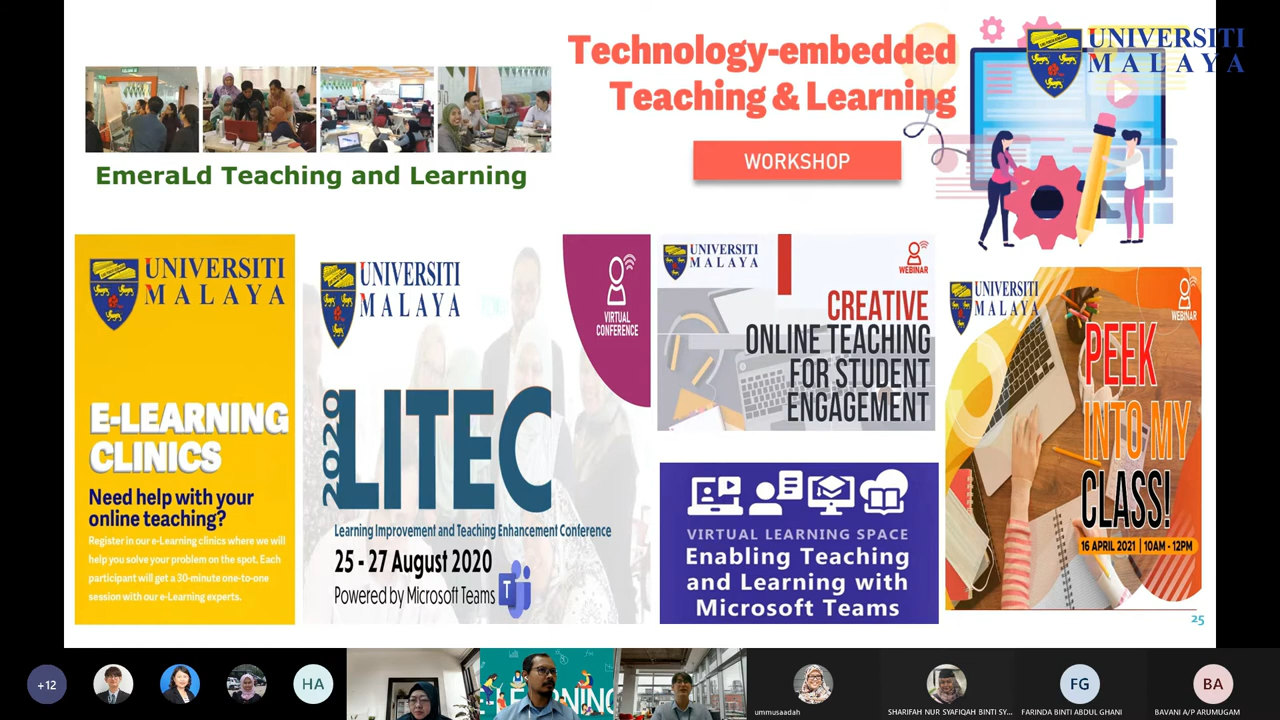 Technology-embedded
Teaching & Learning
WORKSHOP
UNIVERSITI
MALAYA
EmeraLd Teaching and Learning
UNIVERSITI
MALAYA
E-LEARNING
CLINICS
Need help with your
online teaching?
Register in our e-Learning clinics where we will
help you solve your problem on the spot. Each
participant will get a 30-minute one-to-one
session with our e-Learning experts.
UNIVERSITI
MALAYA
VIRTUAL
CONFERENCE
2020
LITEC
Learning Improvement and Teaching Enhancement Conference
25 - 27 August 2020
Powered by Microsoft Teams
T
UNIVERSITI
MALAYA
WEBINAR
CREATIVE
ONLINE TEACHING
FOR STUDENT
ENGAGEMENT
VIRTUAL LEARNING SPACE
Enabling Teaching
and Learning with
Microsoft Teams
UNIVERSITI
MALAYA
WEBINAR
PEEK
INTO MY
CLASS!
16 APRIL 2021 | 10AM - 12PM
25
+12
HA
ummusaadah
SHARIFAH NUR SYAFIQAH BINTI SY...
FG
FARINDA BINTI ABDUL GHANI
BA
BAVANI A/P ARUMUGAM